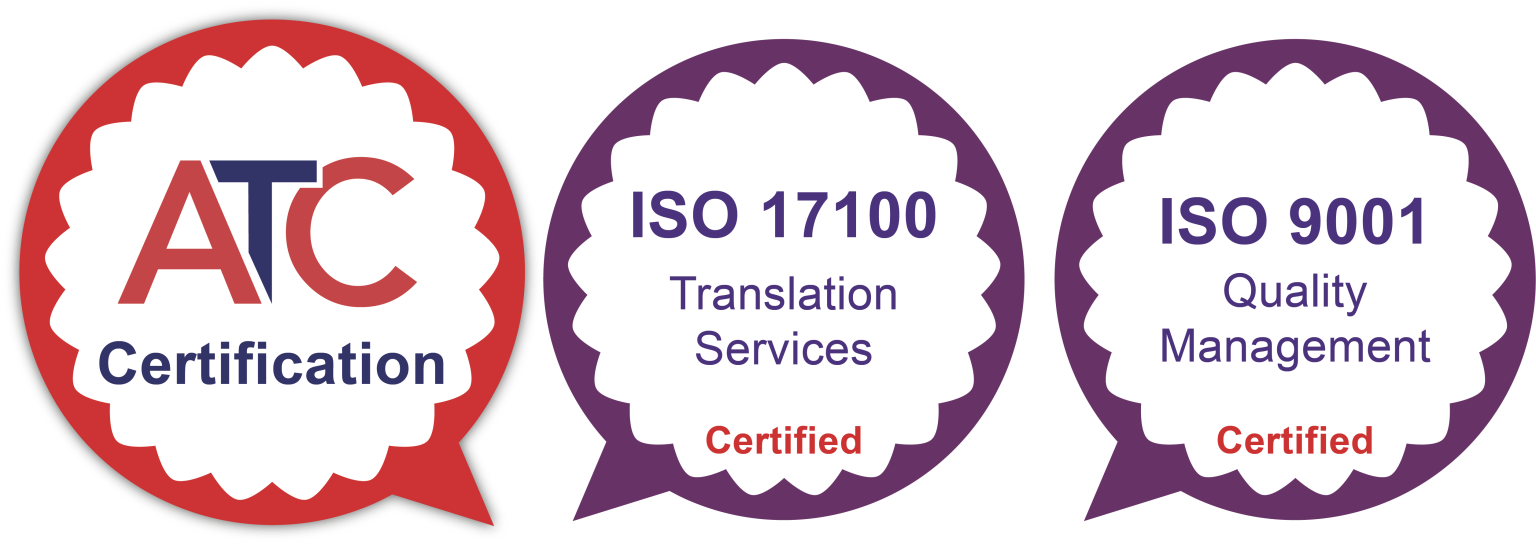 ATC
Certification
ISO 17100
Translation
Services
Certified
ISO 9001
Quality
Management
Certified